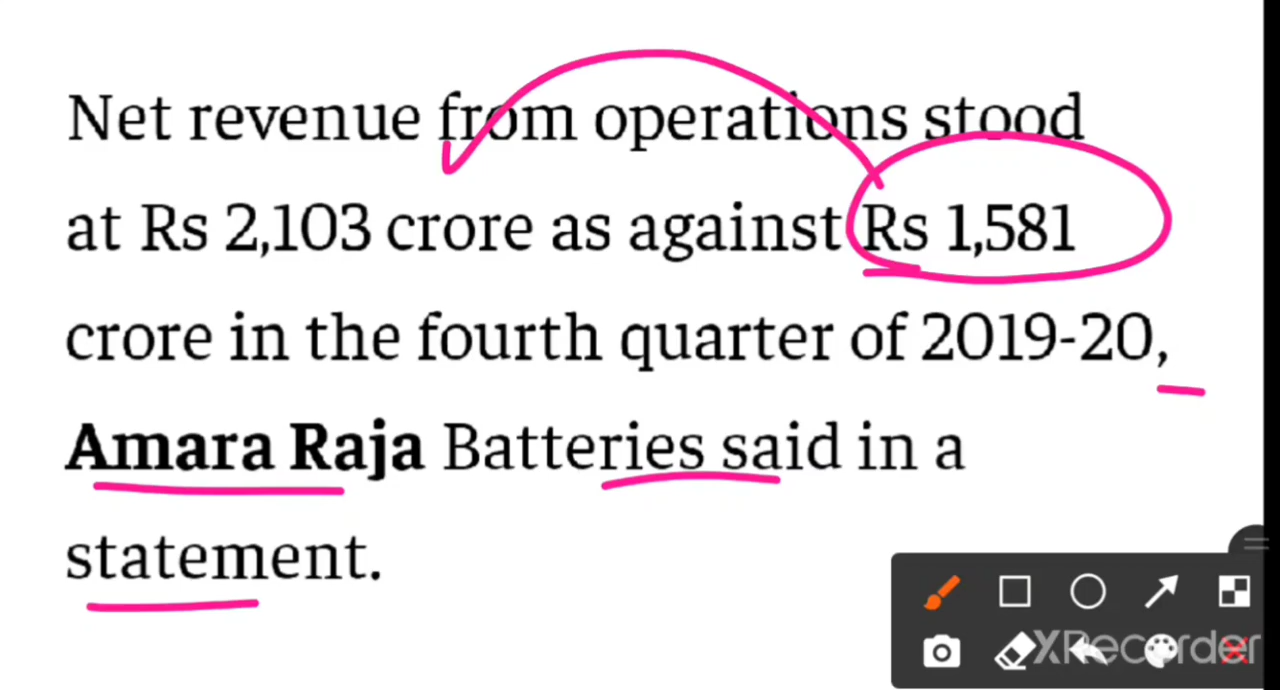 Net revenue from operations stood
at Rs 2,103 crore as against Rs 1,581
crore in the fourth quarter of 2019-20,
Amara Raja Batteries said in a
statement.
XRecorder